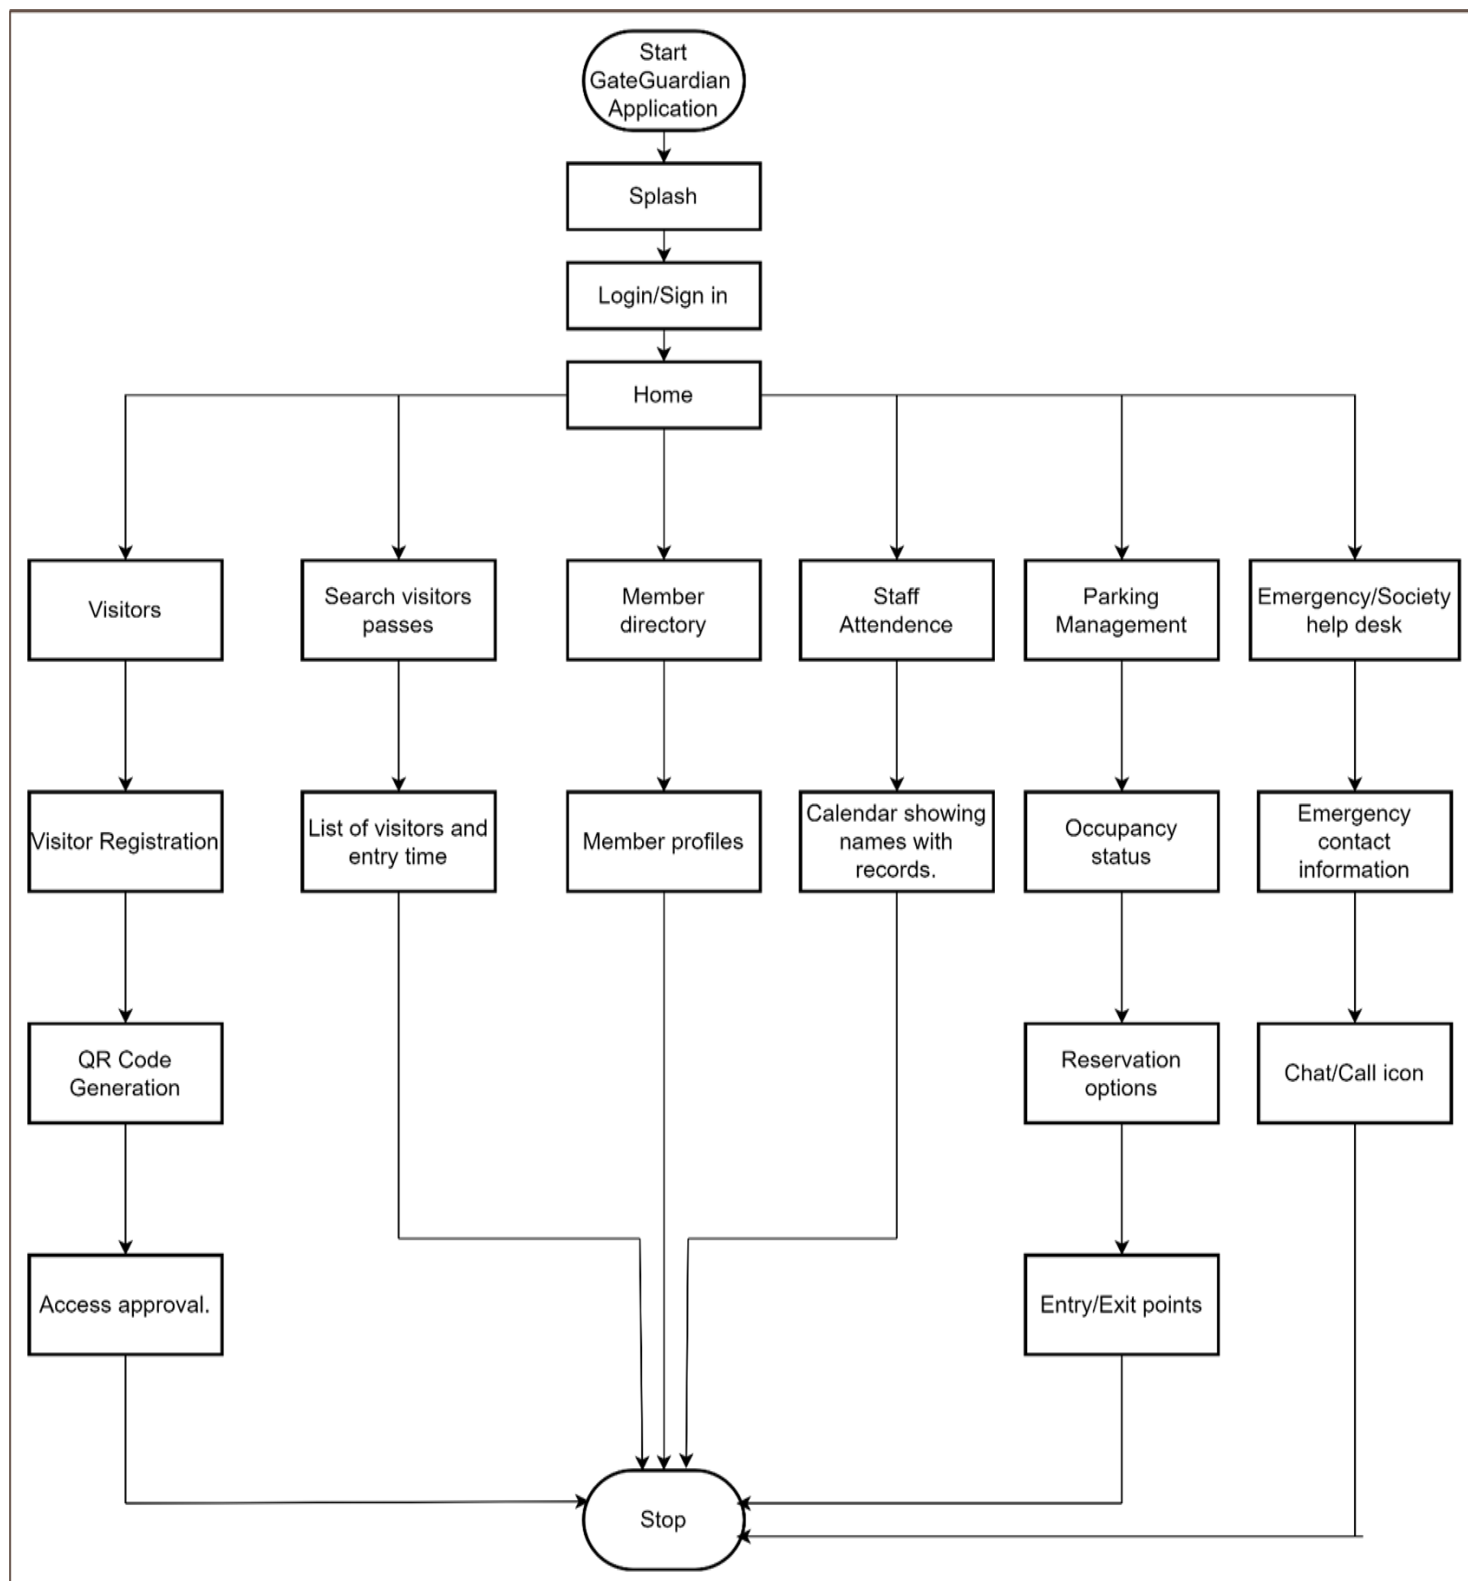 Start
GateGuardian
Application
Splash
Login/Sign in
Home
Visitors
Search visitors
passes
Member
directory
Staff
Attendence
Parking
Management
Emergency/Society
help desk
Visitor Registration
List of visitors and
entry time
Member profiles
Calendar showing
names with
records.
Occupancy
status
Emergency
contact
information
QR Code
Generation
Reservation
options
Chat/Call icon
Access approval.
Entry/Exit points
Stop